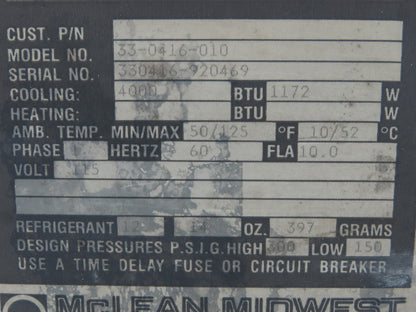 CUST. P/N
MODEL NO. 33-0416-010
SERIAL NO. 330416-920469
COOLING: 4000 BTU 1172 W
HEATING: BTU W
AMB. TEMP. MIN/MAX 50/125 °F 10/52 °C
PHASE HERTZ 60 FLA 10.0
VOLT 115
REFRIGERANT 12 14 OZ. 397 GRAMS
DESIGN PRESSURES P.S.I.G. HIGH 300 LOW 150
USE A TIME DELAY FUSE OR CIRCUIT BREAKER
McLEAN MIDWEST